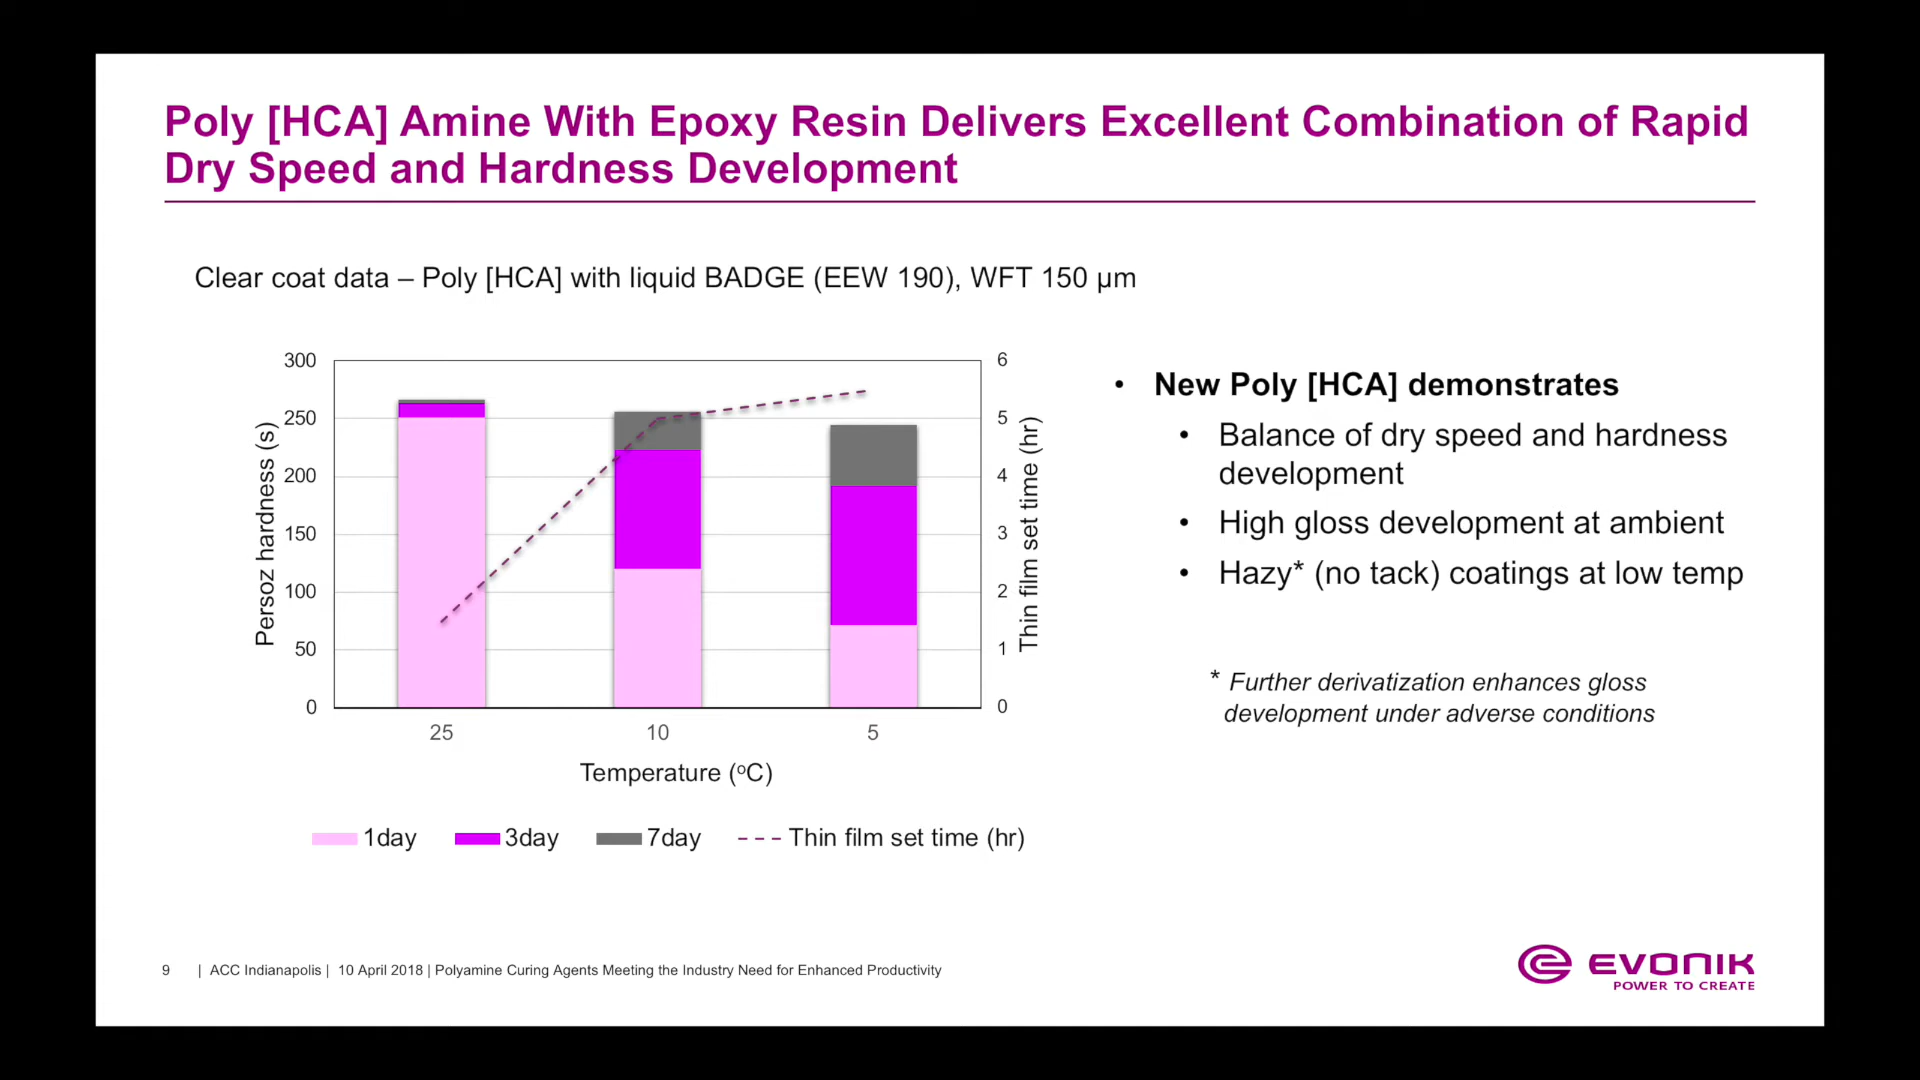 Poly [HCA] Amine With Epoxy Resin Delivers Excellent Combination of Rapid
Dry Speed and Hardness Development
Clear coat data – Poly [HCA] with liquid BADGE (EEW 190), WFT 150 µm
Persoz hardness (s)
300
250
200
150
100
50
0
6
5
4
3
2
1
0
Thin film set time (hr)
25
10
5
Temperature (ºC)
1day
3day
7day
Thin film set time (hr)
• New Poly [HCA] demonstrates
• Balance of dry speed and hardness
development
• High gloss development at ambient
• Hazy* (no tack) coatings at low temp
* Further derivatization enhances gloss
development under adverse conditions
9 | ACC Indianapolis | 10 April 2018 | Polyamine Curing Agents Meeting the Industry Need for Enhanced Productivity
EVONIK
POWER TO CREATE